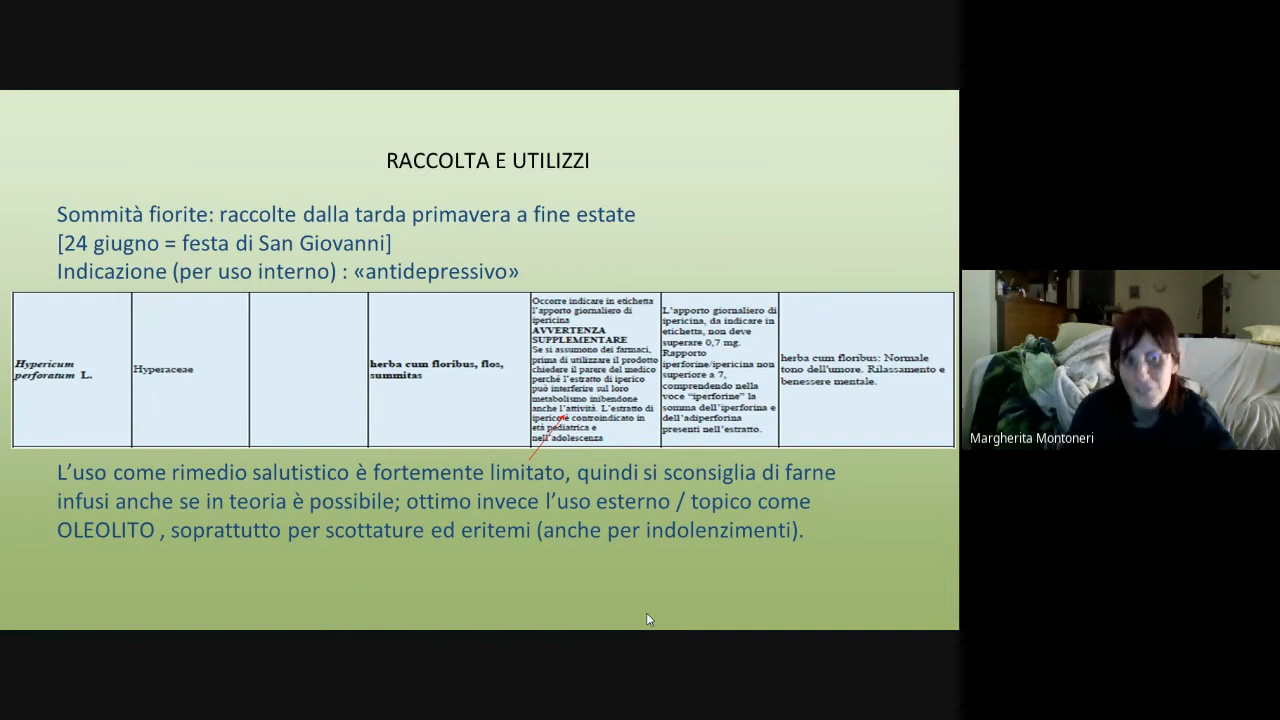 RACCOLTA E UTILIZZI
Sommità fiorite: raccolte dalla tarda primavera a fine estate
[24 giugno = festa di San Giovanni]
Indicazione (per uso interno) : «antidepressivo»
Hypericum
perforatum L.
Hyperaceae
herba cum floribus, flos,
summitas
Occorre indicare in etichetta
l'apporto giornaliero di
ipericina
AVVERTENZA
SUPPLEMENTARE
Se si assumono dei farmaci,
prima di utilizzare il prodotto
chiedere il parere del medico
perchè l'estratto di iperico
può interferire sul loro
metabolismo inibendone
anche l'attività. L'estratto di
iperico è controindicato in
età pediatrica e
nell'adolescenza
L'apporto giornaliero di
ipericina, da indicare in
etichetta, non deve
superare 0,7 mg.
Rapporto
iperforine/ipericina non
superiore a 7,
comprendendo nella
voce "iperforine" la
somma dell'iperforina e
dell'adiperforina
presenti nell'estratto.
herba cum floribus: Normale
tono dell'umore. Rilassamento e
benessere mentale.
L'uso come rimedio salutistico è fortemente limitato, quindi si sconsiglia di farne
infusi anche se in teoria è possibile; ottimo invece l'uso esterno / topico come
OLEOLITO , soprattutto per scottature ed eritemi (anche per indolenzimenti).
Margherita Montoneri